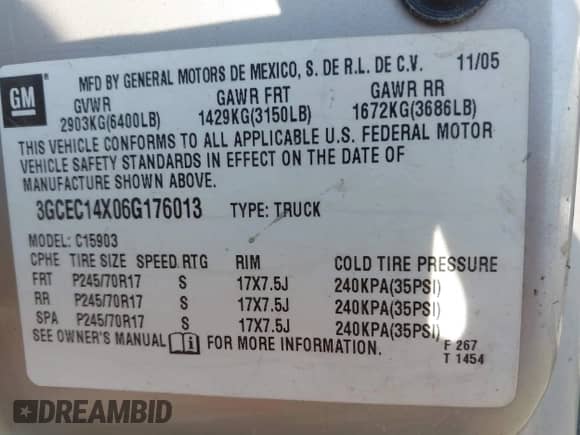 GM
MFD BY GENERAL MOTORS DE MEXICO, S. DE R.L. DE C.V. 11/05
GVWR GAWR FRT GAWR RR
2903KG(6400LB) 1429KG(3150LB) 1672KG(3686LB)
THIS VEHICLE CONFORMS TO ALL APPLICABLE U.S. FEDERAL MOTOR
VEHICLE SAFETY STANDARDS IN EFFECT ON THE DATE OF
MANUFACTURE SHOWN ABOVE.
3GCEC14X06G176013 TYPE: TRUCK
MODEL: C15903
CPHE TIRE SIZE SPEED RTG RIM COLD TIRE PRESSURE
FRT P245/70R17 S 17X7.5J 240KPA(35PSI)
RR P245/70R17 S 17X7.5J 240KPA(35PSI)
SPA P245/70R17 S 17X7.5J 240KPA(35PSI)
SEE OWNER'S MANUAL FOR MORE INFORMATION.
F 267
T 1454
DREAMBID